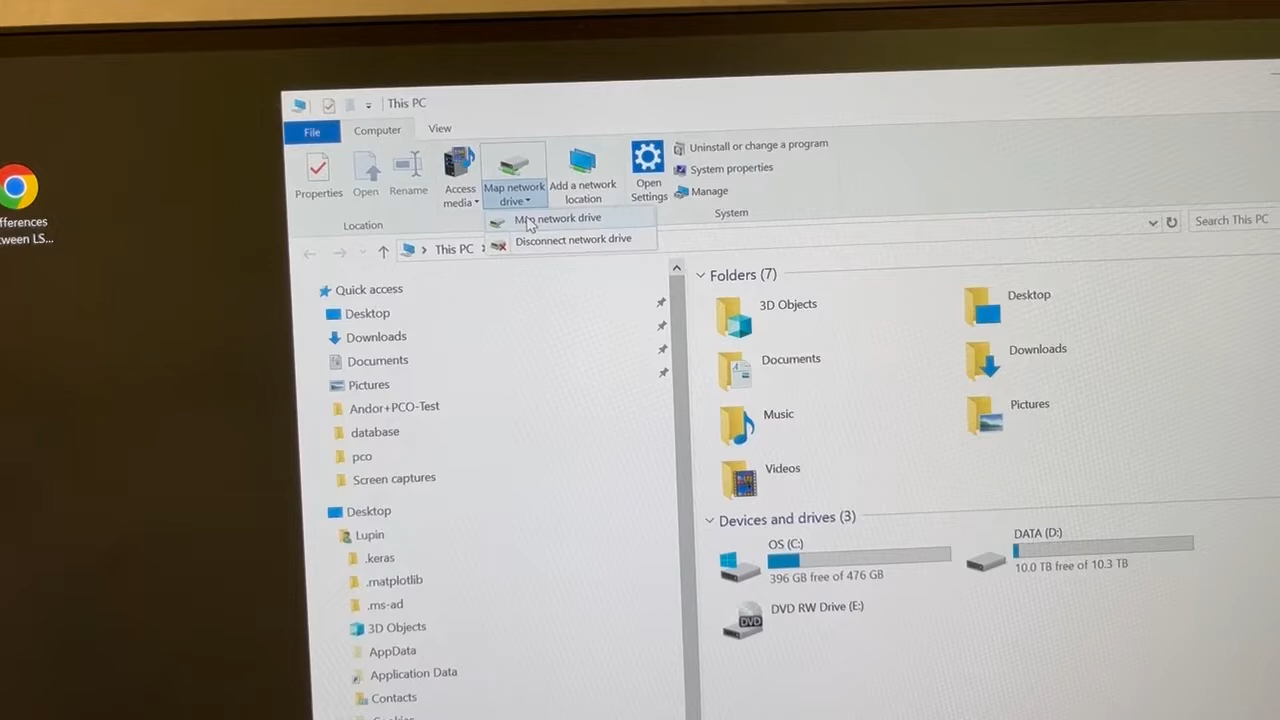 This PC
File
Computer
View
Properties
Open
Rename
Access media
Map network drive
Add a network location
Open Settings
Uninstall or change a program
System properties
Manage
Location
System
Map network drive
Disconnect network drive
This PC
Search This PC
fferences
tween LS...
Quick access
Desktop
Downloads
Documents
Pictures
Andor+PCO-Test
database
pco
Screen captures
Desktop
Lupin
.keras
.matplotlib
.ms-ad
3D Objects
AppData
Application Data
Contacts
Folders (7)
3D Objects
Desktop
Documents
Downloads
Music
Pictures
Videos
Devices and drives (3)
OS (C:)
396 GB free of 476 GB
DATA (D:)
10.0 TB free of 10.3 TB
DVD
DVD RW Drive (E:)